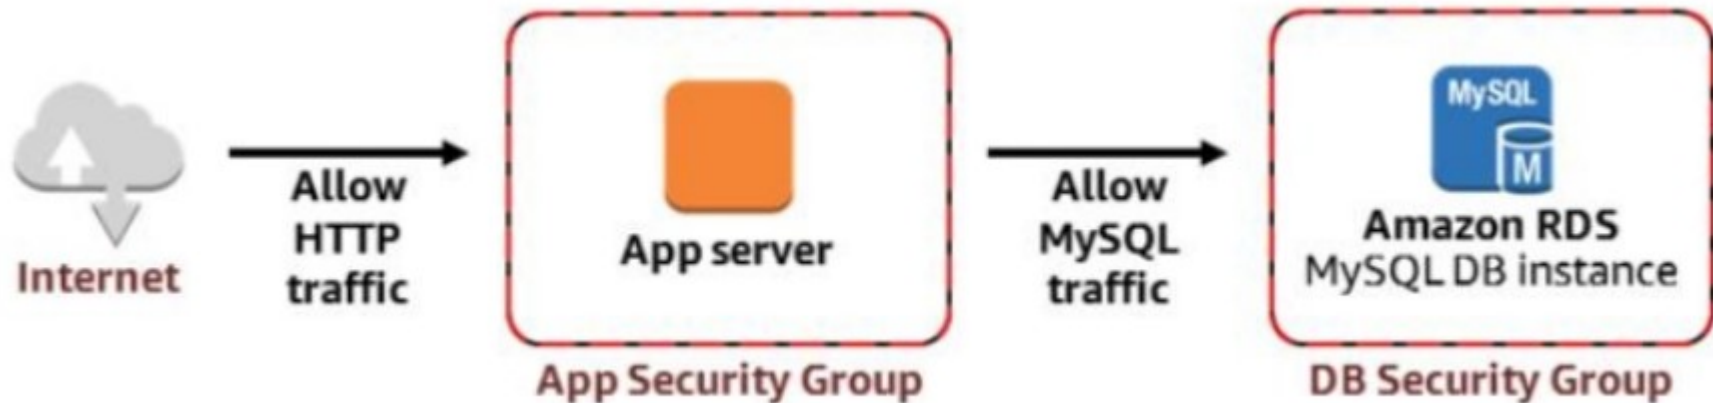 Internet
Allow
HTTP
traffic
App server
App Security Group
Allow
MySQL
traffic
MySQL
M
Amazon RDS
MySQL DB instance
DB Security Group